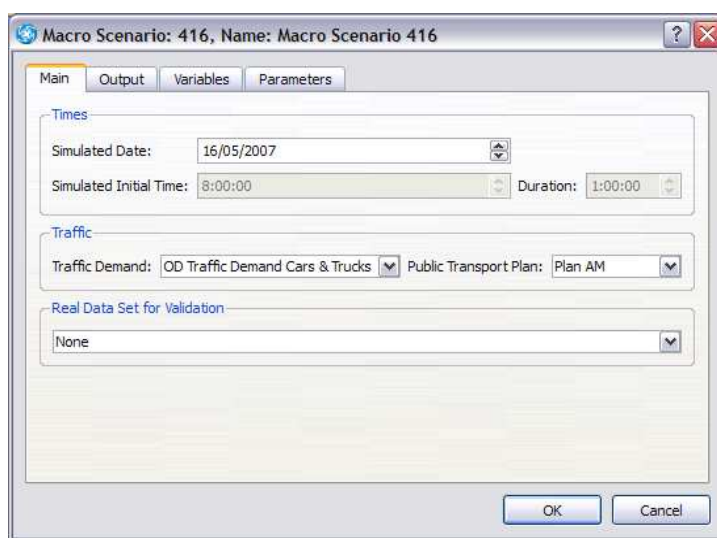 Macro Scenario: 416, Name: Macro Scenario 416
Main Output Variables Parameters
Times
Simulated Date: 16/05/2007
Simulated Initial Time: 8:00:00 Duration: 1:00:00
Traffic
Traffic Demand: OD Traffic Demand Cars & Trucks Public Transport Plan: Plan AM
Real Data Set for Validation
None
OK Cancel